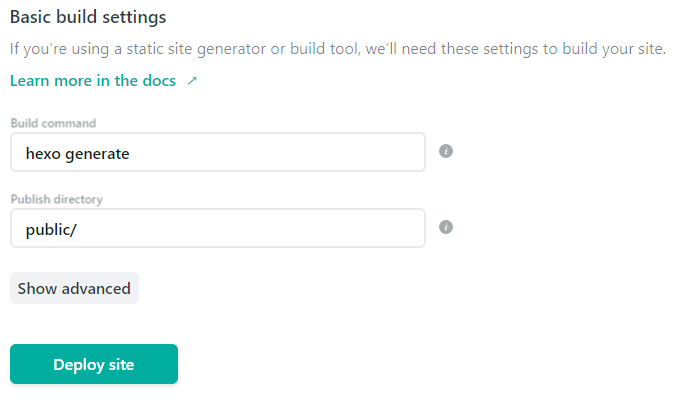 Basic build settings
If you’re using a static site generator or build tool, we’ll need these settings to build your site.
Learn more in the docs ↗
Build command
hexo generate
i
Publish directory
public/
i
Show advanced
Deploy site